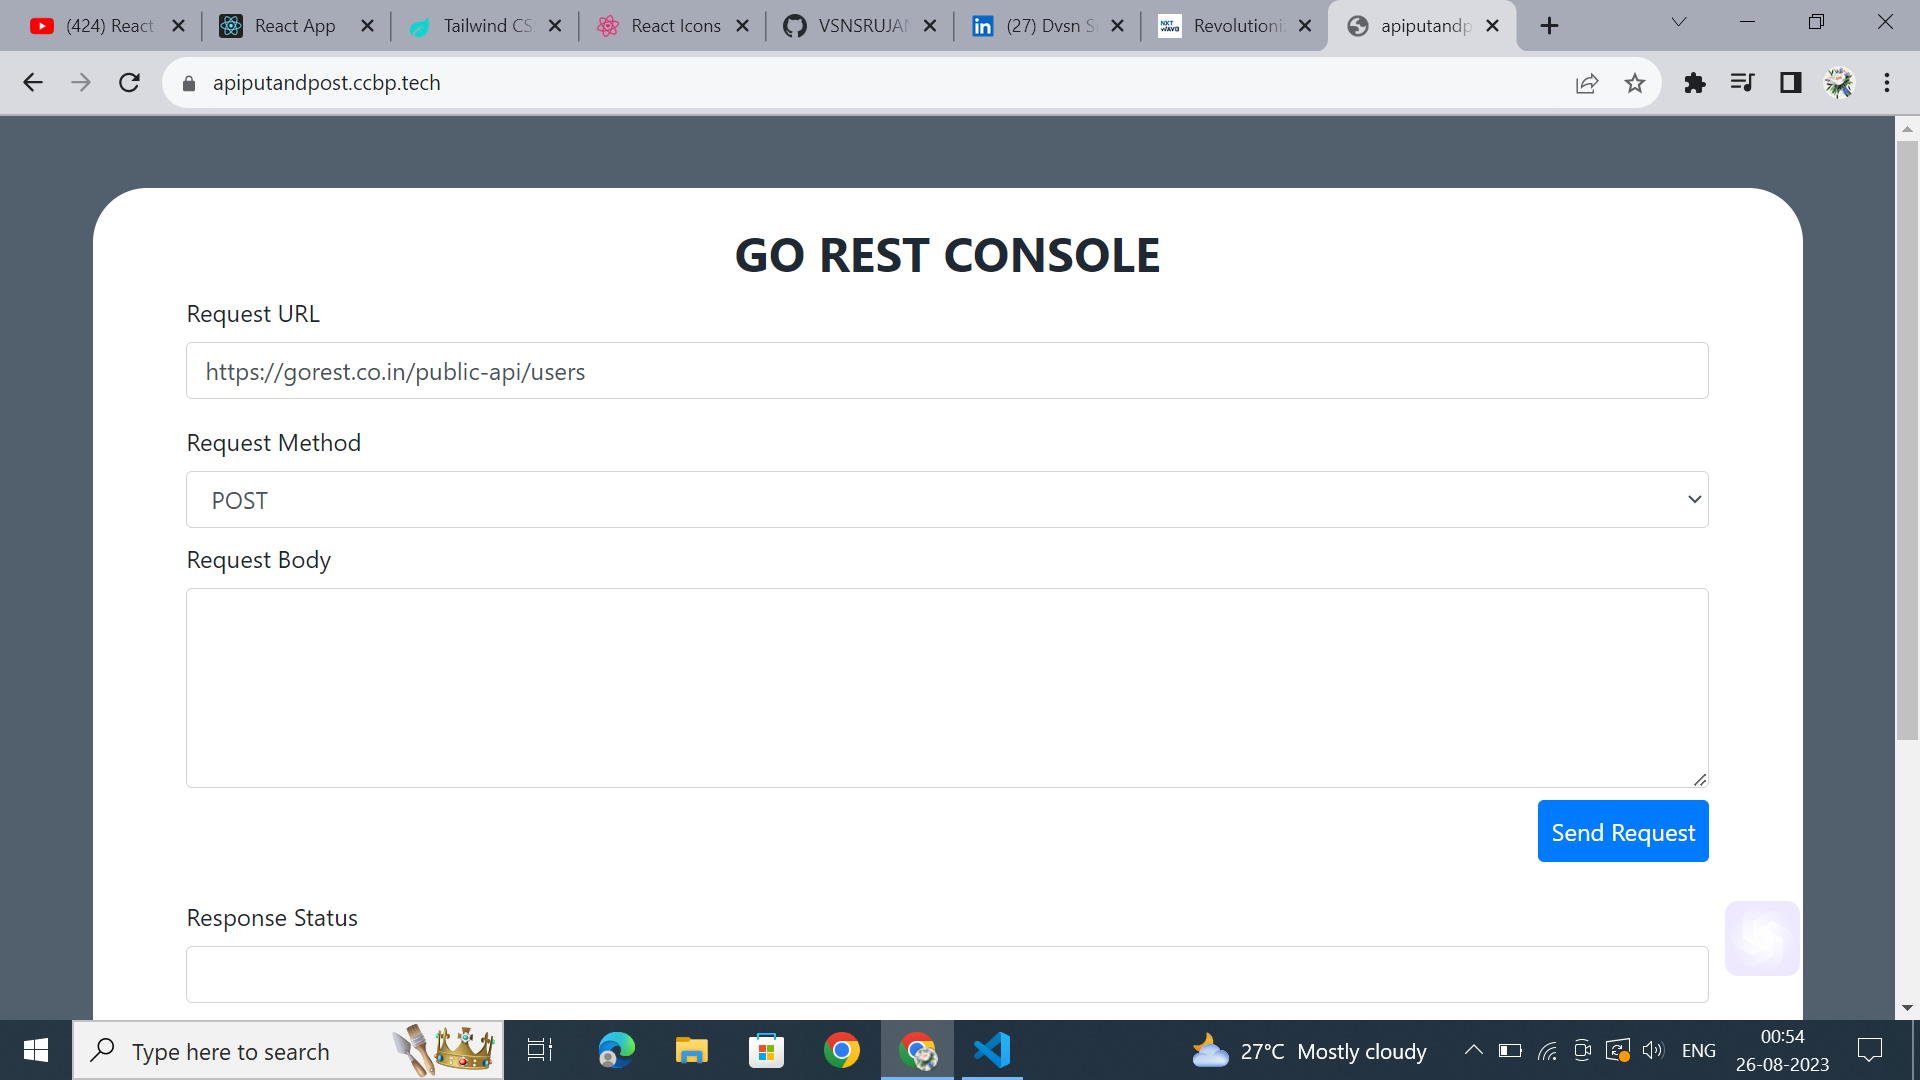 (424) React
React App
Tailwind CS
React Icons
VSNSRUJAN
(27) Dvsn S
NXT WAVE
Revolutioni
apiputandp
apiputandpost.ccbp.tech
GO REST CONSOLE
Request URL
https://gorest.co.in/public-api/users
Request Method
POST
Request Body
Send Request
Response Status
Type here to search
27°C Mostly cloudy
ENG
00:54
26-08-2023